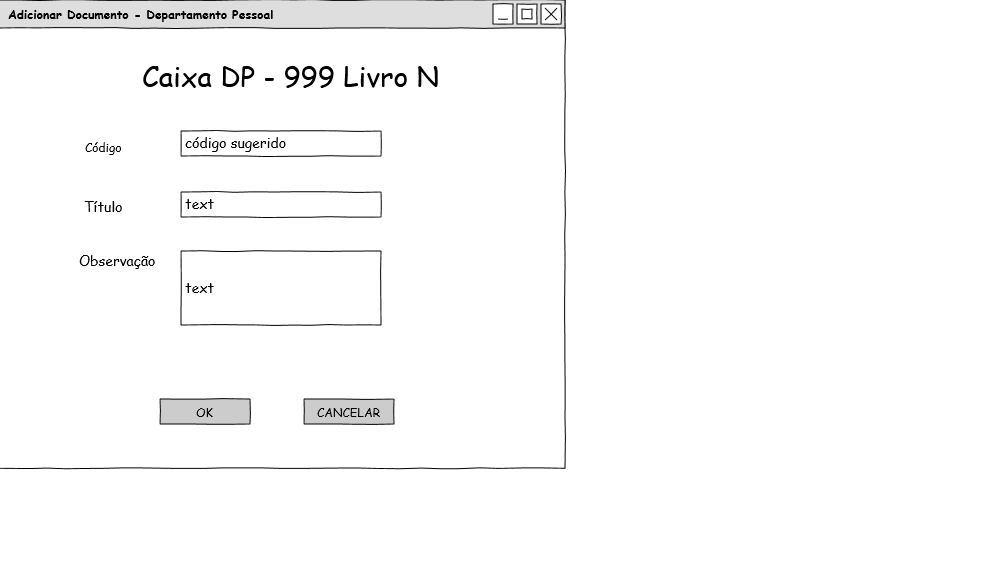 Adicionar Documento - Departamento Pessoal
Caixa DP - 999 Livro N
Código
código sugerido
Título
text
Observação
text
OK
CANCELAR